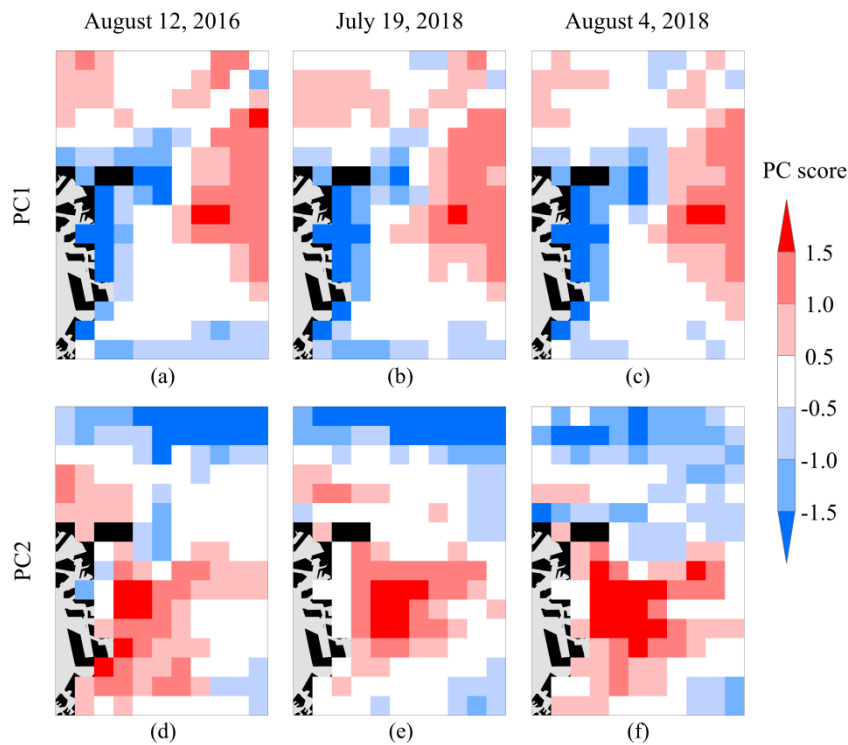 August 12, 2016
July 19, 2018
August 4, 2018
PC1
PC score
1.5
1.0
0.5
-0.5
-1.0
-1.5
(a)
(b)
(c)
PC2
(d)
(e)
(f)